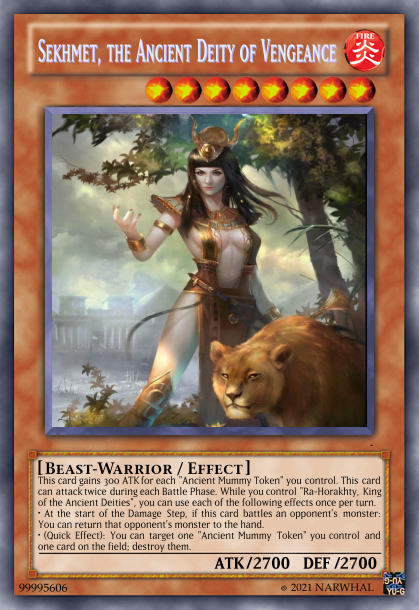 SEKHMET, THE ANCIENT DEITY OF VENGEANCE
FIRE
炎
-
[BEAST-WARRIOR / EFFECT]
This card gains 300 ATK for each "Ancient Mummy Token" you control. This card
can attack twice during each Battle Phase. While you control "Ra-Horakhty, King
of the Ancient Deities", you can use each of the following effects once per turn.
• At the start of the Damage Step, if this card battles an opponent's monster:
You can return that opponent's monster to the hand.
• (Quick Effect): You can target one "Ancient Mummy Token" you control and
one card on the field; destroy them.
ATK/2700 DEF/2700
99995606
© 2021 NARWHAL